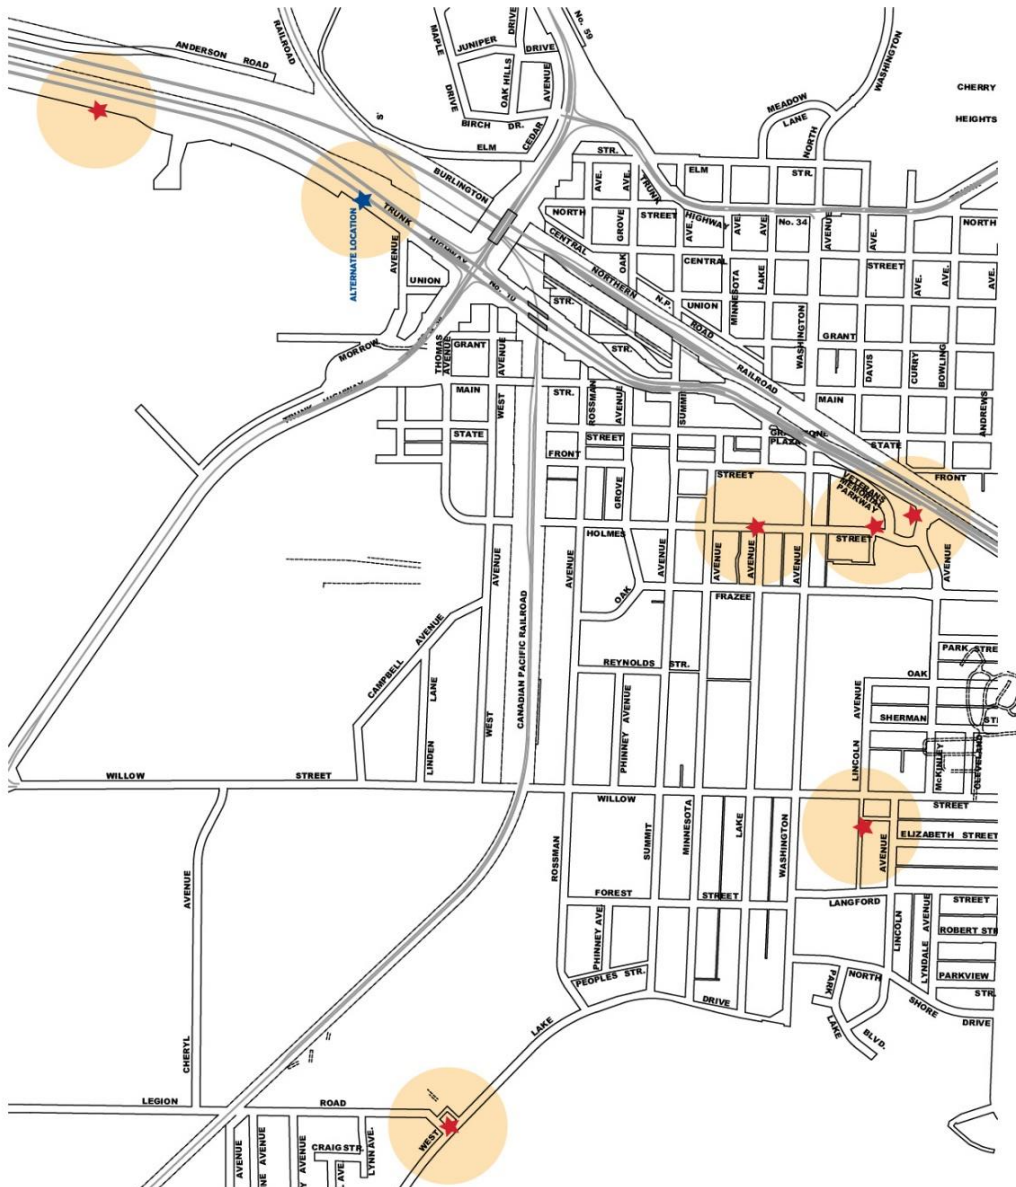 No. 59
RAILROAD
ANDERSON ROAD
MAPLE
DRIVE
JUNIPER
DRIVE
DRIVE
OAK HILLS
AVENUE
BIRCH DR.
CEDAR
ELM
WASHINGTON
CHERRY
HEIGHTS
MEADOW
LANE
NORTH
STR.
ELM
STR.
AVE.
AVE.
TRUNK
BURLINGTON
NORTH
STREET
HIGHWAY
No. 34
NORTH
GROVE
AVE.
AVE.
AVE.
AVENUE
AVE.
TRUNK
HIGHWAY
No. 10
ALTERNATE LOCATION
AVENUE
UNION
CENTRAL
NORTHERN
OAK
CENTRAL
STREET
MINNESOTA
LAKE
AVE.
AVE.
AVE.
N.P.
ROAD
RAILROAD
UNION
STR.
STR.
WASHINGTON
GRANT
MORROW
THOMAS
AVENUE
GRANT
AVENUE
DAVIS
CURRY
BOWLING
MAIN
WEST
STR.
ROSSMAN
AVENUE
SUMMIT
MAIN
ANDREWS
TRUNK HIGHWAY
STATE
STREET
PLAZA
STATE
FRONT
STREET
FRONT
GROVE
VETERANS
MEMORIAL
PARKWAY
HOLMES
STREET
AVENUE
AVENUE
AVENUE
AVENUE
AVENUE
AVENUE
AVENUE
AVENUE
OAK
FRAZEE
CAMPBELL AVENUE
CANADIAN PACIFIC RAILROAD
REYNOLDS STR.
PARK STRE
OAK
LINDEN LANE
WEST
PHINNEY AVENUE
LINCOLN AVENUE
SHERMAN
McKINLEY
CLEVELAND
WILLOW STREET
WILLOW
STREET
ROSSMAN
SUMMIT
MINNESOTA
LAKE
WASHINGTON
AVENUE
ELIZABETH STREET
CHERYL AVENUE
FOREST STREET
LANGFORD
STREET
PHINNEY AVE.
LINCOLN
LYNDALE AVENUE
ROBERT STR
PEOPLES STR.
PARK
NORTH
PARKVIEW
STR.
LAKE
DRIVE
LAKE
BLVD.
SHORE
DRIVE
LEGION ROAD
WEST
AVENUE
AVENUE
CRAIG STR.
LYNN AVE.
AVE.